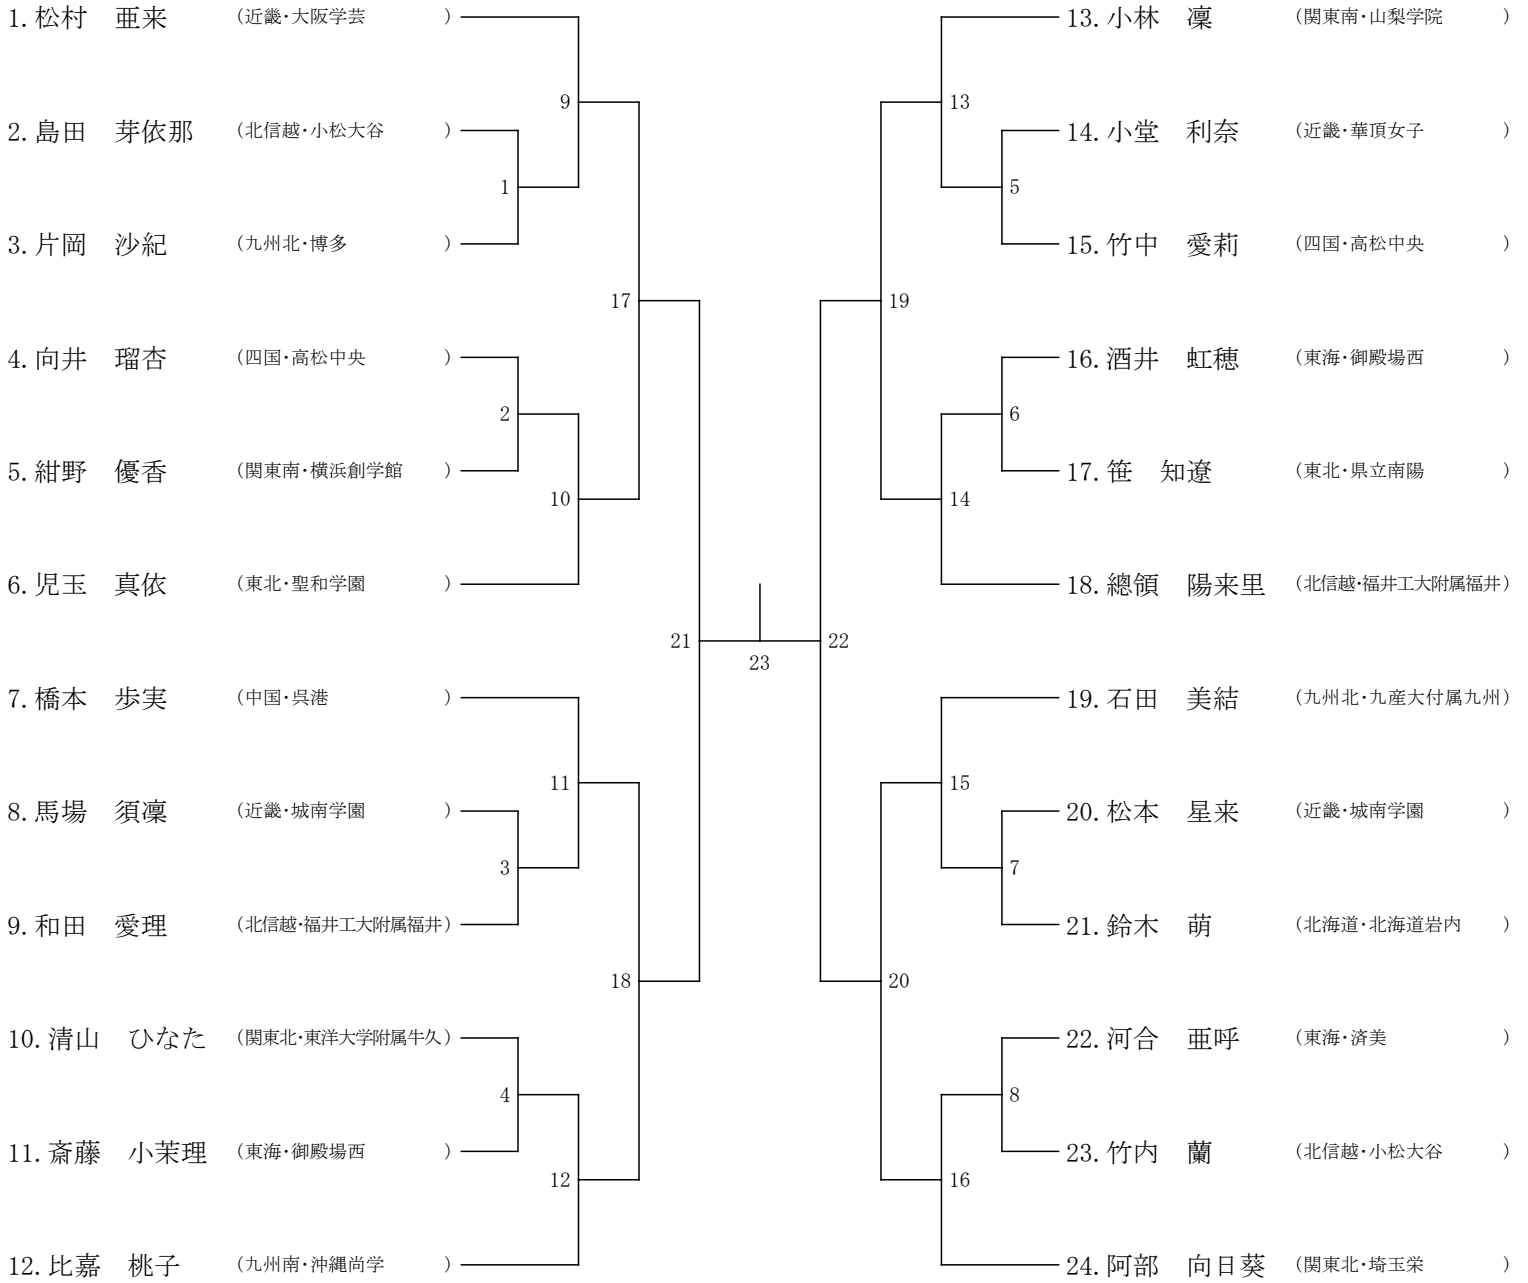 1. 松村　亜来 （近畿・大阪学芸　）
2. 島田　芽依那 （北信越・小松大谷　）
3. 片岡　沙紀 （九州北・博多　）
4. 向井　瑠杏 （四国・高松中央　）
5. 紺野　優香 （関東南・横浜創学館　）
6. 児玉　真依 （東北・聖和学園　）
7. 橋本　歩実 （中国・呉港　）
8. 馬場　須凜 （近畿・城南学園　）
9. 和田　愛理 （北信越・福井工大附属福井）
10. 清山　ひなた （関東北・東洋大学附属牛久）
11. 斎藤　小茉理 （東海・御殿場西　）
12. 比嘉　桃子 （九州南・沖縄尚学　）
1
2
3
4
9
10
11
12
17
18
21
23
22
19
20
13
14
15
16
5
6
7
8
13. 小林　凜 （関東南・山梨学院　）
14. 小堂　利奈 （近畿・華頂女子　）
15. 竹中　愛莉 （四国・高松中央　）
16. 酒井　虹穂 （東海・御殿場西　）
17. 笹　知遼 （東北・県立南陽　）
18. 總領　陽来里 （北信越・福井工大附属福井）
19. 石田　美結 （九州北・九産大付属九州）
20. 松本　星来 （近畿・城南学園　）
21. 鈴木　萌 （北海道・北海道岩内　）
22. 河合　亜呼 （東海・済美　）
23. 竹内　蘭 （北信越・小松大谷　）
24. 阿部　向日葵 （関東北・埼玉栄　）